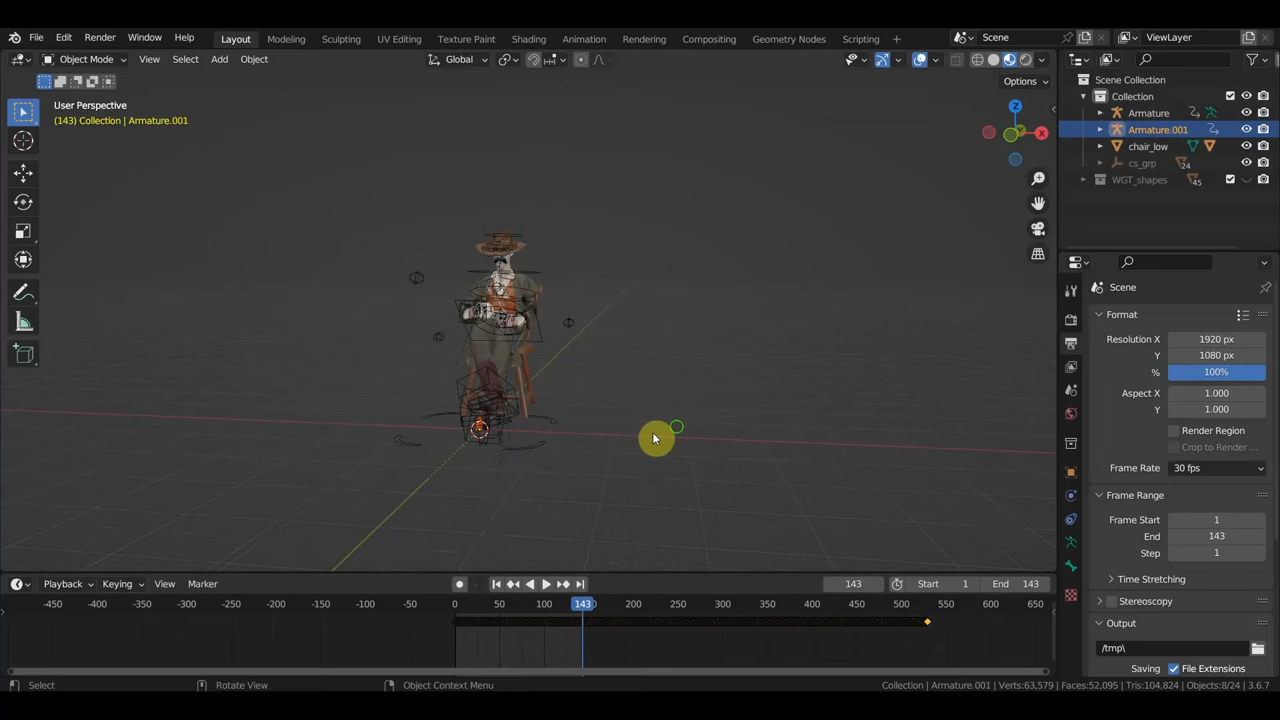 File Edit Render Window Help Layout Modeling Sculpting UV Editing Texture Paint Shading Animation Rendering Compositing Geometry Nodes Scripting Scene ViewLayer
Object Mode View Select Add Object Global
Options
User Perspective
(143) Collection | Armature.001
Z
X
Scene Collection
Collection
Armature
Armature.001
chair_low
cs_grp 24
WGT_shapes 45
Scene
Format
Resolution X 1920 px
Y 1080 px
% 100%
Aspect X 1.000
Y 1.000
Render Region
Crop to Render ...
Frame Rate 30 fps
Frame Range
Frame Start 1
End 143
Step 1
Time Stretching
Stereoscopy
Output
/tmp\
Saving File Extensions
Playback Keying View Marker 143 Start 1 End 143
-450 -400 -350 -300 -250 -200 -150 -100 -50 0 50 100 143 200 250 300 350 400 450 500 550 600 650
Select Rotate View Object Context Menu Collection | Armature.001 | Verts:63,579 | Faces:52,095 | Tris:104,824 | Objects:8/24 | 3.6.7